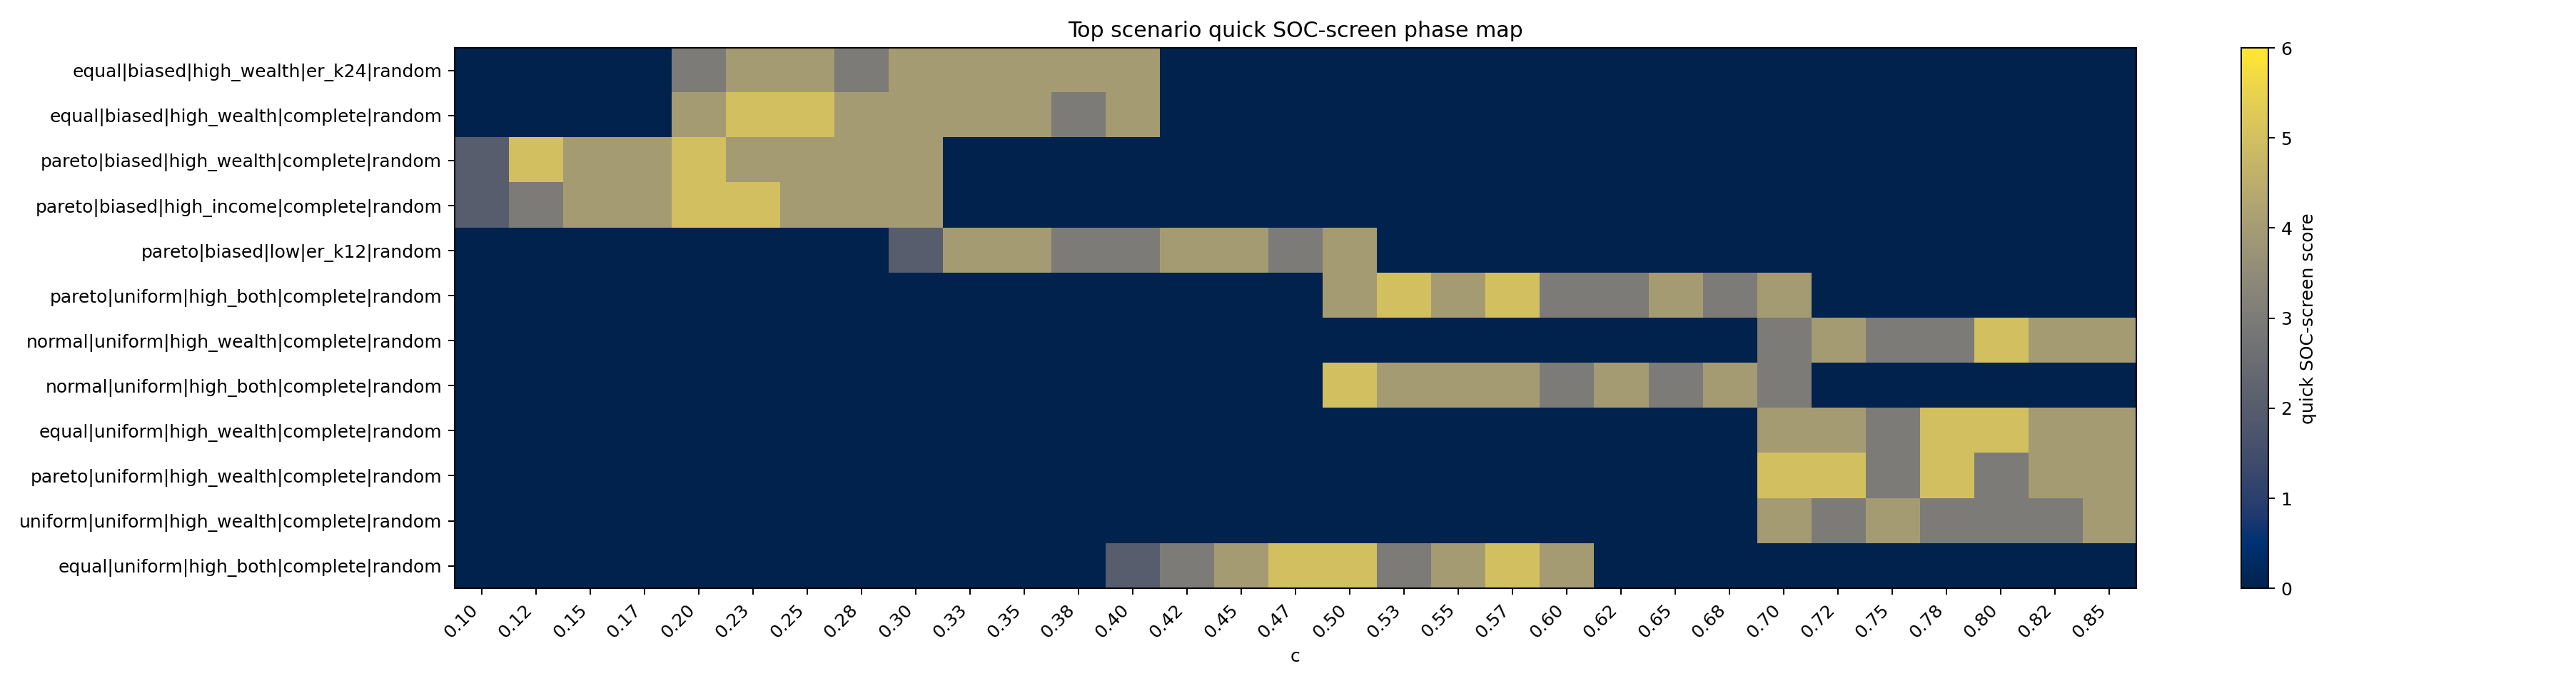 Top scenario quick SOC-screen phase map
equal|biased|high_wealth|er_k24|random
equal|biased|high_wealth|complete|random
pareto|biased|high_wealth|complete|random
pareto|biased|high_income|complete|random
pareto|biased|low|er_k12|random
pareto|uniform|high_both|complete|random
normal|uniform|high_wealth|complete|random
normal|uniform|high_both|complete|random
equal|uniform|high_wealth|complete|random
pareto|uniform|high_wealth|complete|random
uniform|uniform|high_wealth|complete|random
equal|uniform|high_both|complete|random
0.10 0.12 0.15 0.17 0.20 0.23 0.25 0.28 0.30 0.33 0.35 0.38 0.40 0.42 0.45 0.47 0.50 0.53 0.55 0.57 0.60 0.62 0.65 0.68 0.70 0.72 0.75 0.78 0.80 0.82 0.85
c
6
5
4
3
2
1
0
quick SOC-screen score